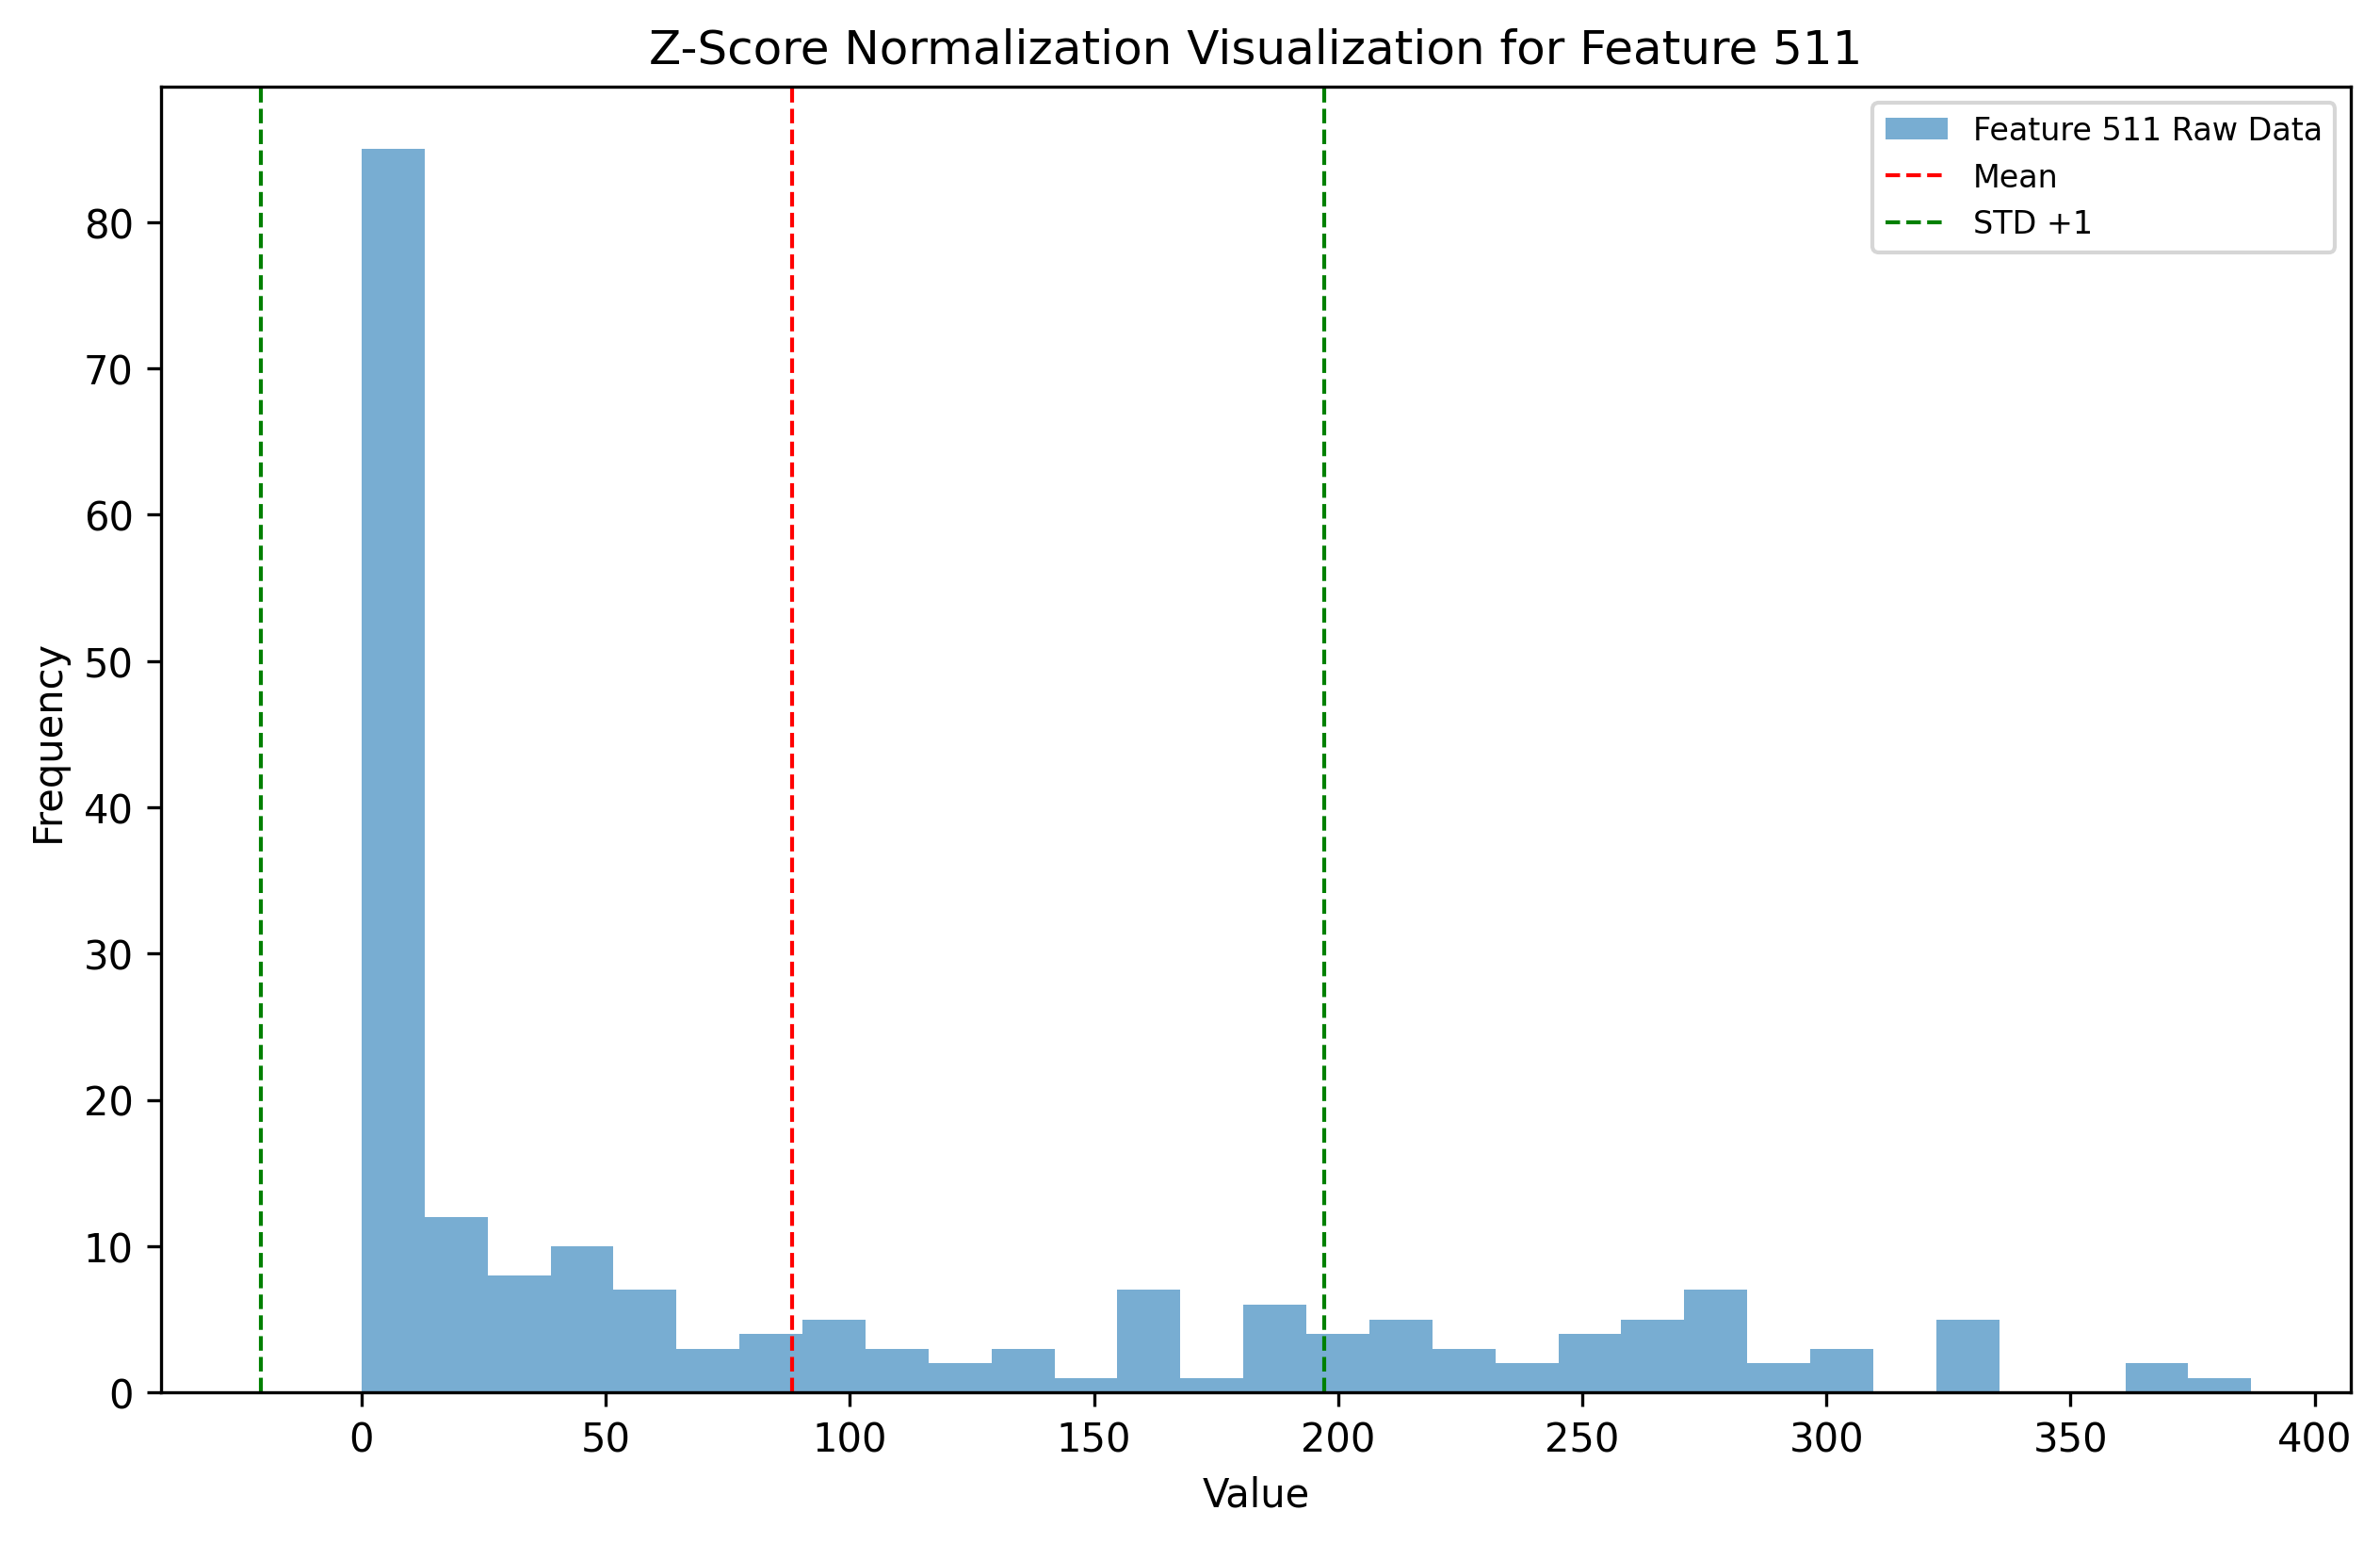 Z-Score Normalization Visualization for Feature 511
Feature 511 Raw Data
Mean
STD +1
Frequency
80
70
60
50
40
30
20
10
0
0 50 100 150 200 250 300 350 400
Value